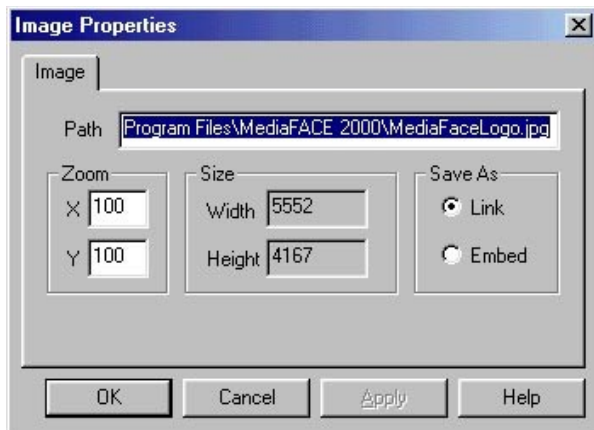 Image Properties
Image
Path Program Files\MediaFACE 2000\MediaFaceLogo.jpg
Zoom
X 100
Y 100
Size
Width 5552
Height 4167
Save As
Link
Embed
OK Cancel Apply Help